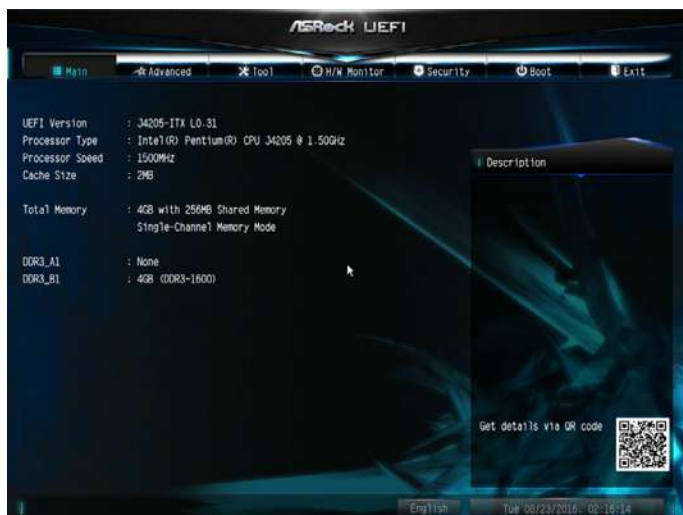 ASRock UEFI
Main Advanced Tool H/W Monitor Security Boot Exit
UEFI Version : J4205-ITX L0.31
Processor Type : Intel(R) Pentium(R) CPU J4205 @ 1.50GHz
Processor Speed : 1500MHz
Cache Size : 2MB
Total Memory : 4GB with 256MB Shared Memory
Single-Channel Memory Mode
DDR3_A1 : None
DDR3_B1 : 4GB (DDR3-1600)
Description
Get details via QR code
English Tue 08/23/2016. 02:16:14